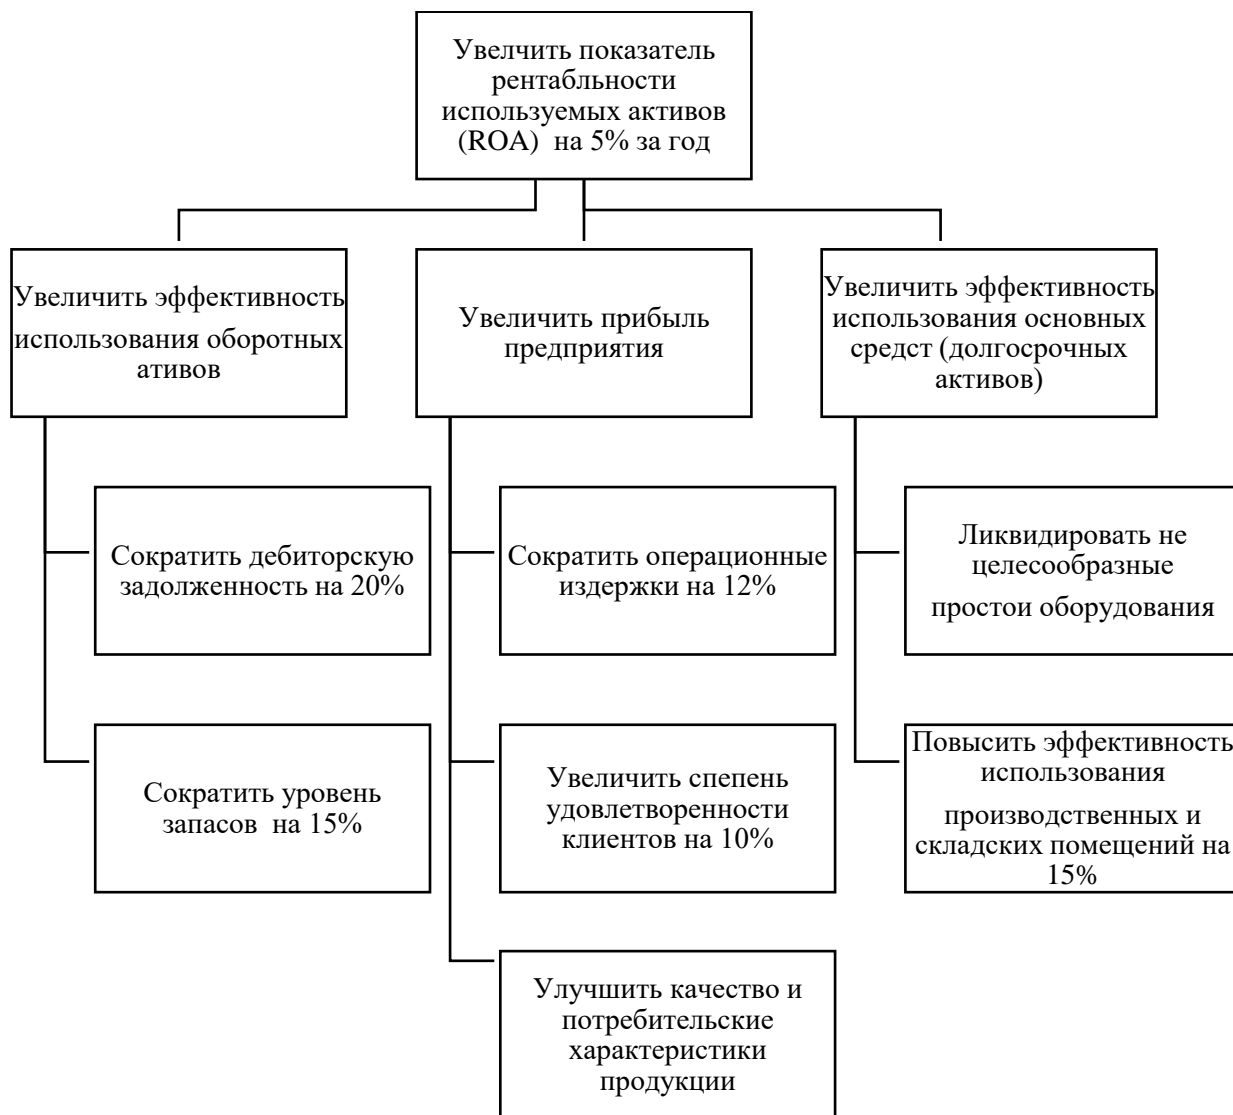 Увелчить показатель
рентабльности
используемых активов
(ROA) на 5% за год
Увеличить эффективность
использования оборотных
ативов
Увеличить прибыль
предприятия
Увеличить эффективность
использования основных
средст (долгосрочных
активов)
Сократить дебиторскую
задолженность на 20%
Сократить операционные
издержки на 12%
Ликвидировать не
целесообразные
простои оборудования
Сократить уровень
запасов на 15%
Увеличить спепень
удовлетворенности
клиентов на 10%
Повысить эффективность
использования
производственных и
складских помещений на
15%
Улучшить качество и
потребительские
характеристики
продукции